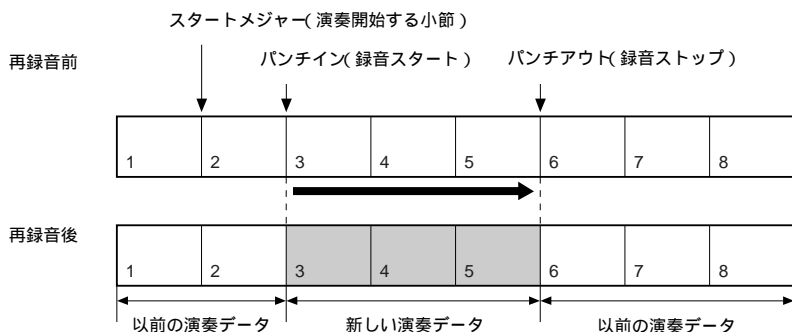 スタートメジャー(演奏開始する小節)
再録音前
パンチイン(録音スタート)
パンチアウト(録音ストップ)
1 2 3 4 5 6 7 8
再録音後
1 2 3 4 5 6 7 8
以前の演奏データ
新しい演奏データ
以前の演奏データ